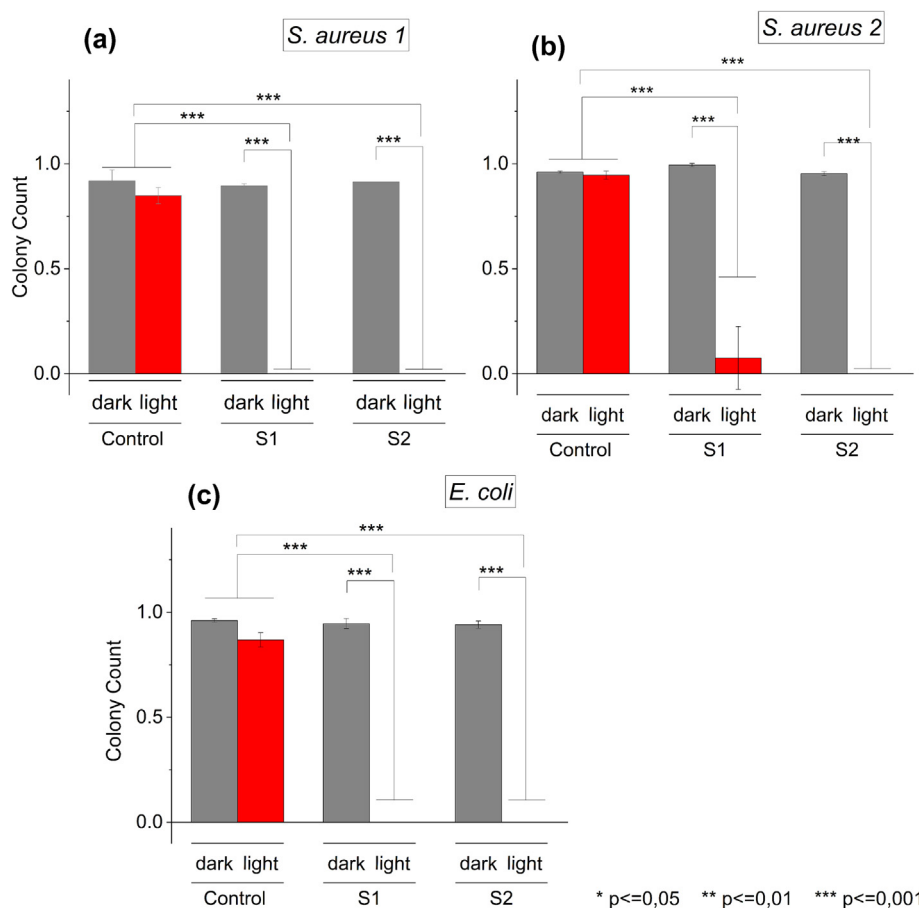 (a)
S. aureus 1
***
***
***
***
1.0
0.5
0.0
Colony Count
dark light
dark light
dark light
Control
S1
S2
(b)
S. aureus 2
***
***
***
***
1.0
0.5
0.0
dark light
dark light
dark light
Control
S1
S2
(c)
E. coli
***
***
***
***
1.0
0.5
0.0
Colony Count
dark light
dark light
dark light
Control
S1
S2
* p<=0,05 ** p<=0,01 *** p<=0,001